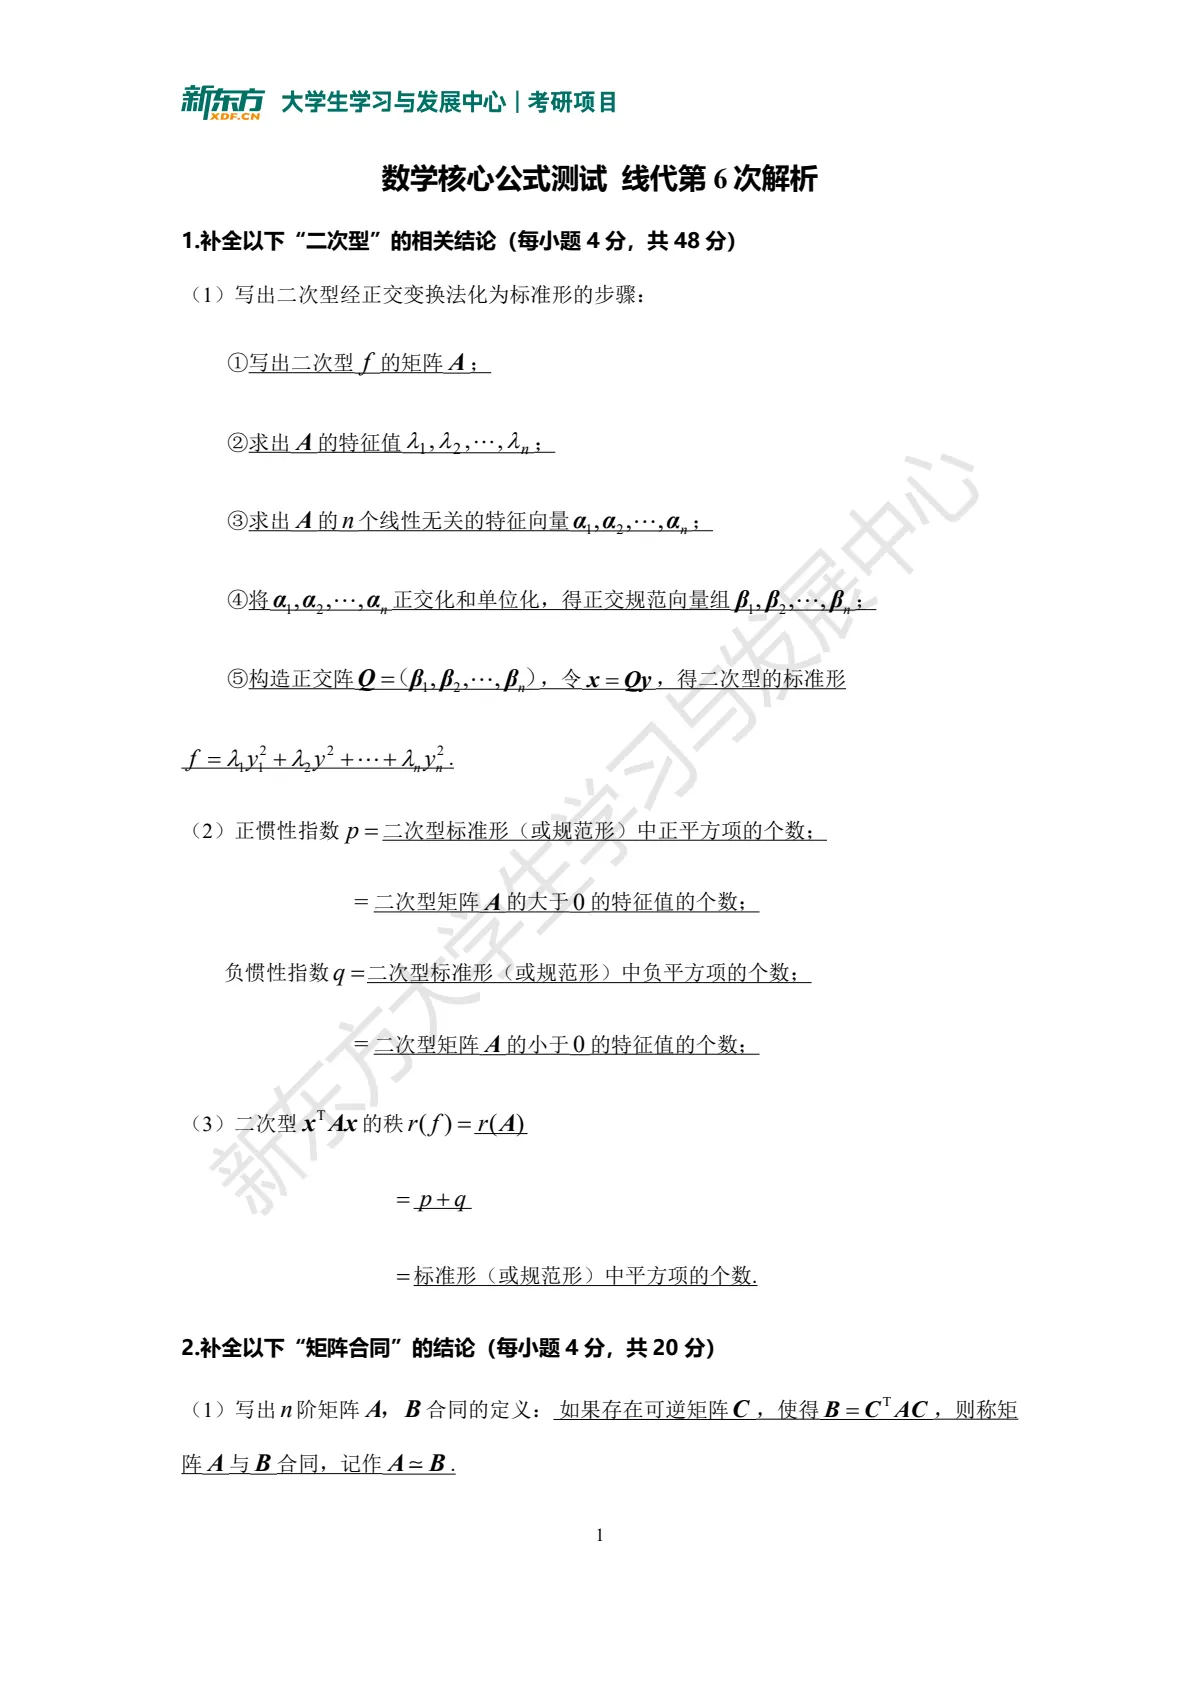 新东方 XDF.CN 大学生学习与发展中心｜考研项目
数学核心公式测试 线代第 6 次解析
1.补全以下“二次型”的相关结论（每小题 4 分，共 48 分）
（1）写出二次型经正交变换法化为标准形的步骤：
①写出二次型 f 的矩阵 A；
②求出 A 的特征值 λ₁, λ₂, ⋯, λₙ；
③求出 A 的 n 个线性无关的特征向量 α₁, α₂, ⋯, αₙ；
④将 α₁, α₂, ⋯, αₙ 正交化和单位化，得正交规范向量组 β₁, β₂, ⋯, βₙ；
⑤构造正交阵 Q =（β₁, β₂, ⋯, βₙ），令 x = Qy，得二次型的标准形
f = λ₁y₁² + λ₂y² + ⋯ + λₙyₙ² .
（2）正惯性指数 p = 二次型标准形（或规范形）中正平方项的个数；
= 二次型矩阵 A 的大于 0 的特征值的个数；
负惯性指数 q = 二次型标准形（或规范形）中负平方项的个数；
= 二次型矩阵 A 的小于 0 的特征值的个数；
（3）二次型 xᵀAx 的秩 r(f) = r(A)
= p + q
= 标准形（或规范形）中平方项的个数.
2.补全以下“矩阵合同”的结论（每小题 4 分，共 20 分）
（1）写出 n 阶矩阵 A，B 合同的定义：如果存在可逆矩阵 C，使得 B = CᵀAC，则称矩
阵 A 与 B 合同，记作 A ≃ B .
1
新东方大学生学习与发展中心